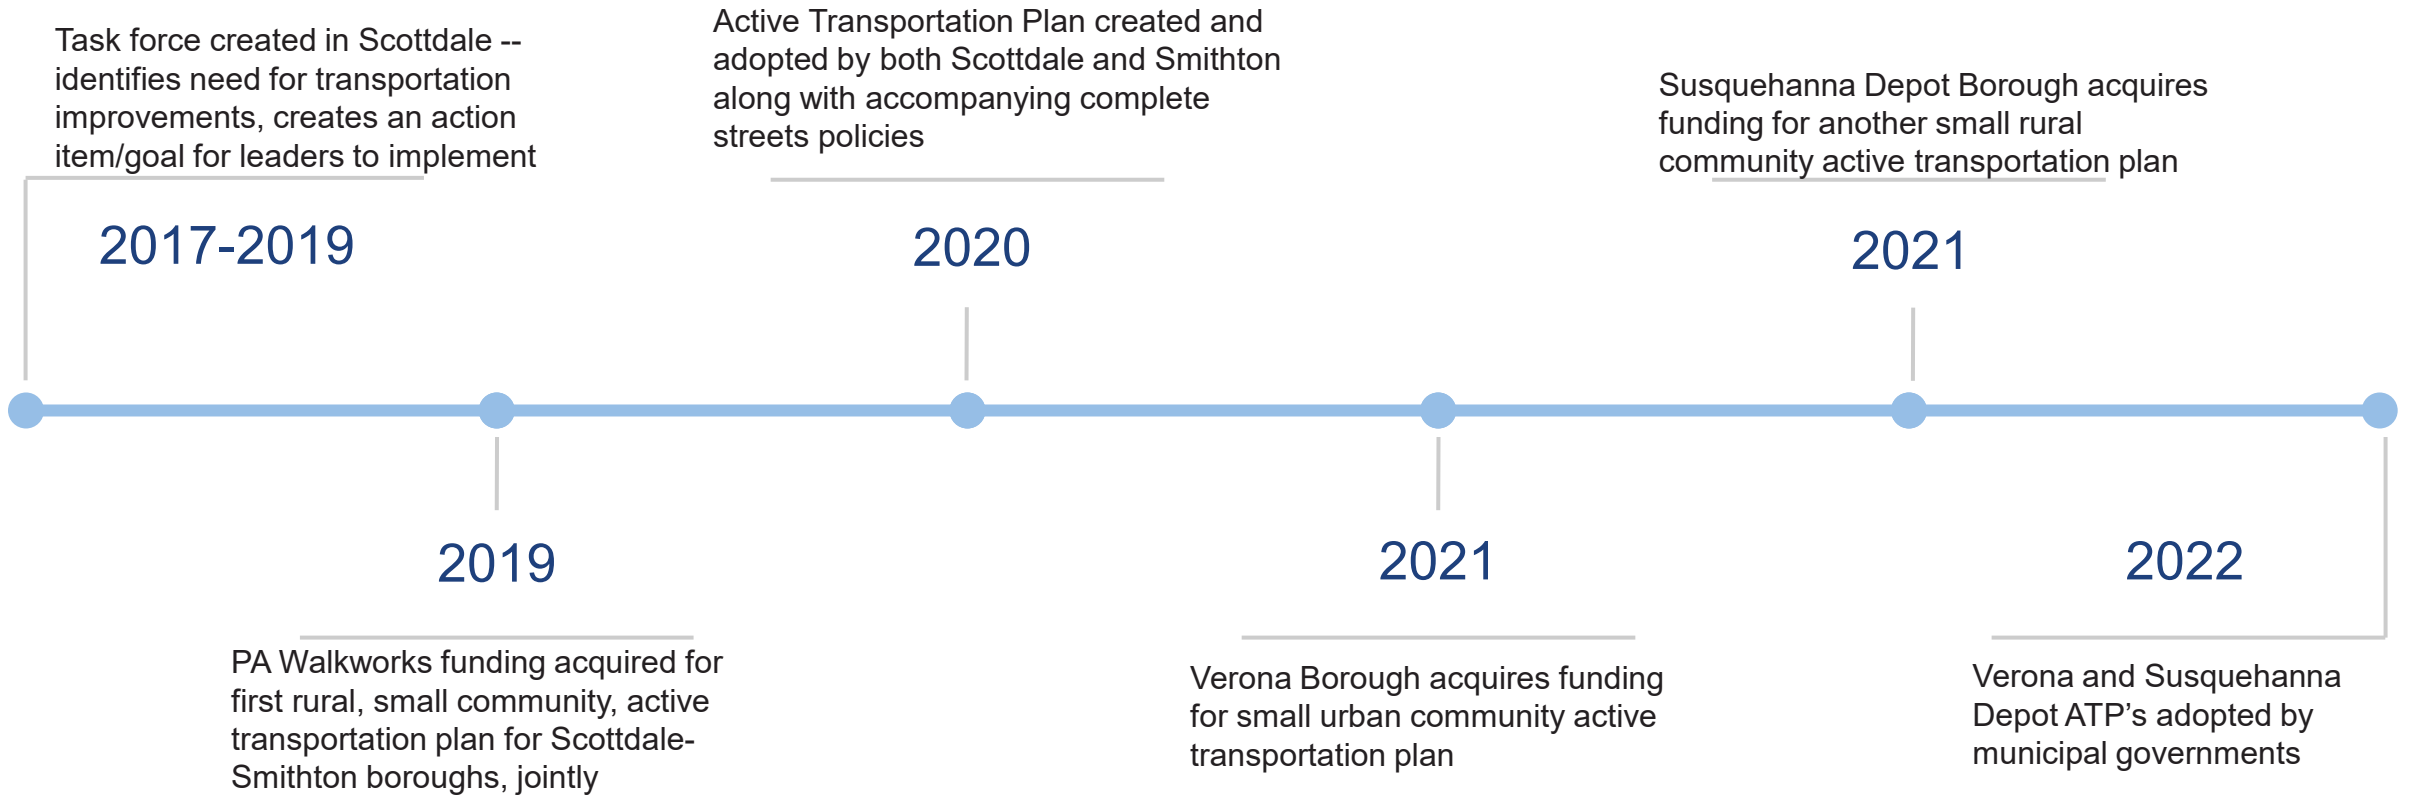 Task force created in Scottdale --
identifies need for transportation
improvements, creates an action
item/goal for leaders to implement
2017-2019
PA Walkworks funding acquired for
first rural, small community, active
transportation plan for Scottdale-
Smithton boroughs, jointly
2019
Active Transportation Plan created and
adopted by both Scottdale and Smithton
along with accompanying complete
streets policies
2020
2021
Verona Borough acquires funding
for small urban community active
transportation plan
Susquehanna Depot Borough acquires
funding for another small rural
community active transportation plan
2021
2022
Verona and Susquehanna
Depot ATP’s adopted by
municipal governments